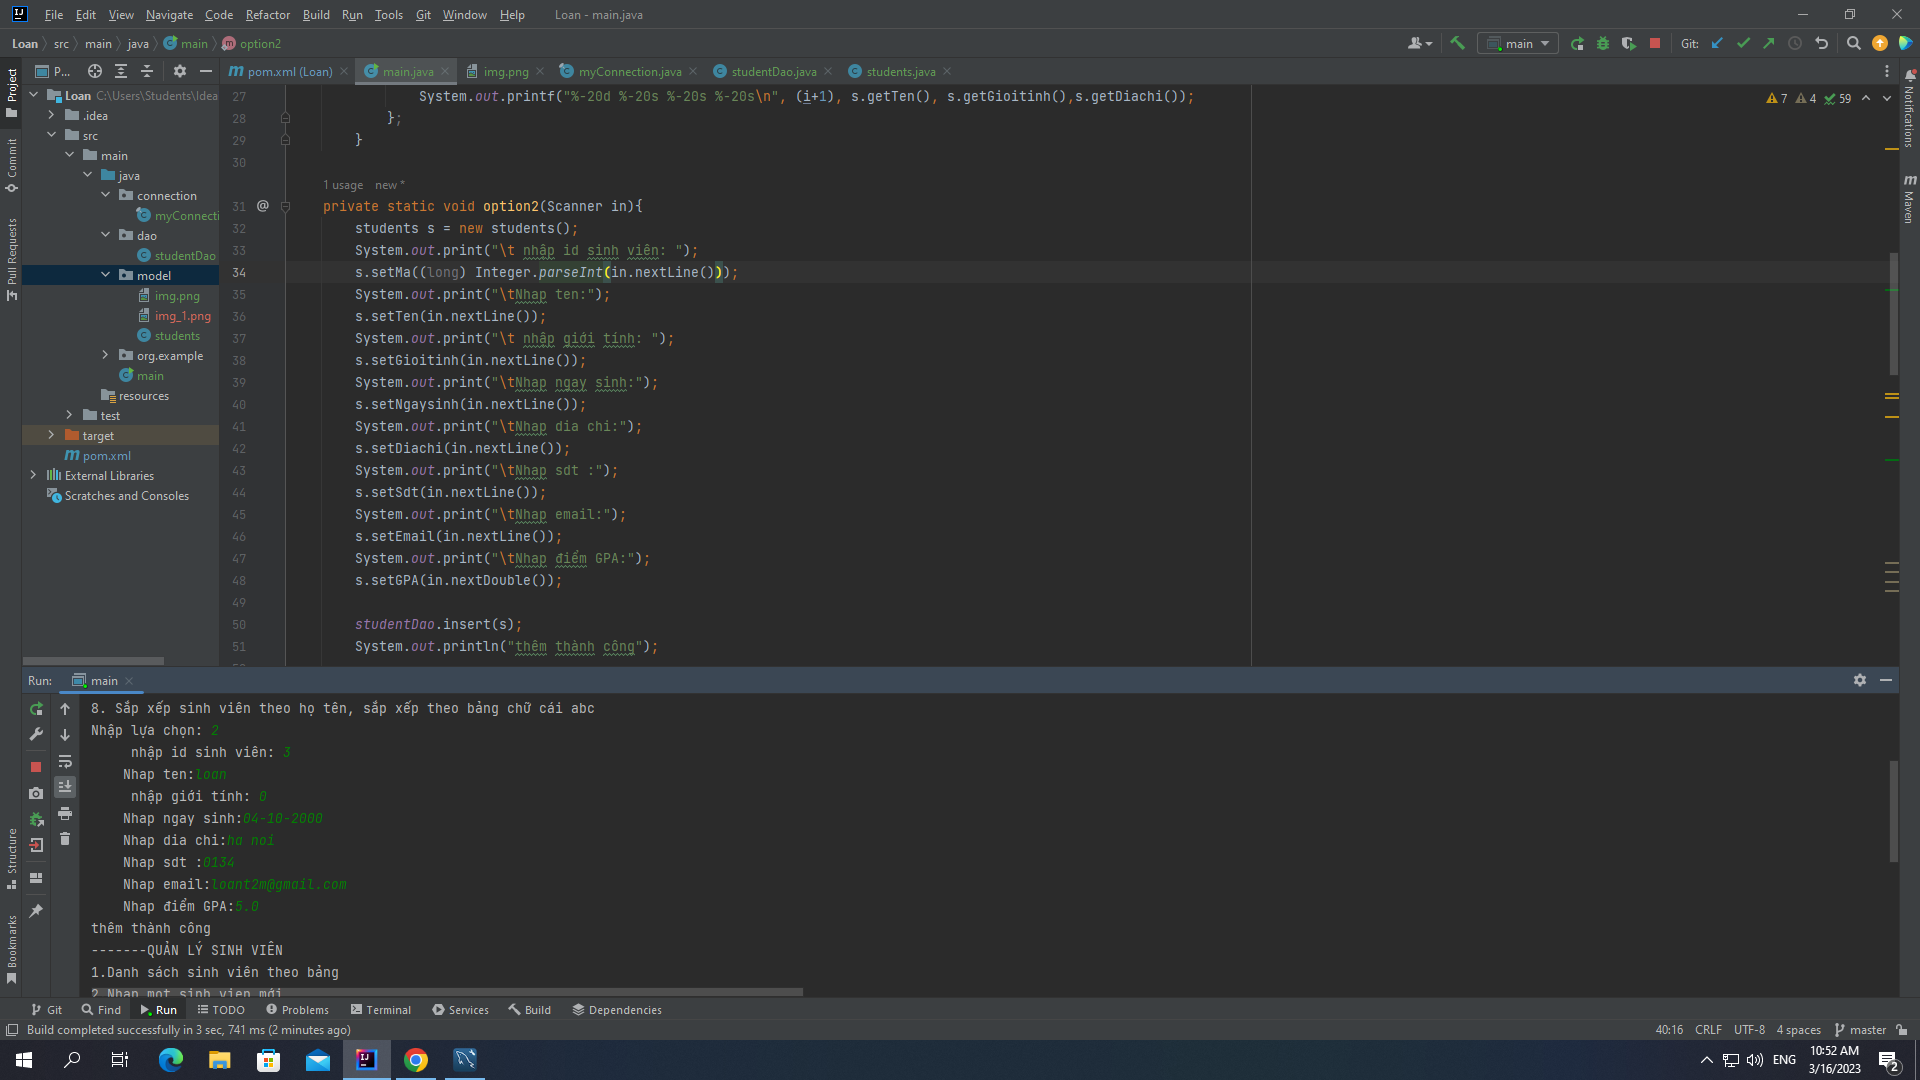 File Edit View Navigate Code Refactor Build Run Tools Git Window Help Loan - main.java
Loan src main java main option2
main Git:
P... pom.xml (Loan) main.java img.png myConnection.java studentDao.java students.java
Project
Commit
Pull Requests
Structure
Bookmarks
Notifications
Maven
Loan C:\Users\Students\Idea
.idea
src
main
java
connection
myConnecti
dao
studentDao
model
img.png
img_1.png
students
org.example
main
resources
test
target
pom.xml
External Libraries
Scratches and Consoles
7 4 59
27 System.out.printf("%-20d %-20s %-20s %-20s\n", (i+1), s.getTen(), s.getGioitinh(),s.getDiachi());
28 };
29 }
30
1 usage new *
31 @ private static void option2(Scanner in){
32 students s = new students();
33 System.out.print("\t nhập id sinh viên: ");
34 s.setMa((long) Integer.parseInt(in.nextLine()));
35 System.out.print("\tNhap ten:");
36 s.setTen(in.nextLine());
37 System.out.print("\t nhập giới tính: ");
38 s.setGioitinh(in.nextLine());
39 System.out.print("\tNhap ngay sinh:");
40 s.setNgaysinh(in.nextLine());
41 System.out.print("\tNhap dia chi:");
42 s.setDiachi(in.nextLine());
43 System.out.print("\tNhap sdt :");
44 s.setSdt(in.nextLine());
45 System.out.print("\tNhap email:");
46 s.setEmail(in.nextLine());
47 System.out.print("\tNhap điểm GPA:");
48 s.setGPA(in.nextDouble());
49
50 studentDao.insert(s);
51 System.out.println("thêm thành công");
Run: main
8. Sắp xếp sinh viên theo họ tên, sắp xếp theo bảng chữ cái abc
Nhập lựa chọn: 2
nhập id sinh viên: 3
Nhap ten:loan
nhập giới tính: 0
Nhap ngay sinh:04-10-2000
Nhap dia chi:ha noi
Nhap sdt :0134
Nhap email:loant2m@gmail.com
Nhap điểm GPA:5.0
thêm thành công
-------QUẢN LÝ SINH VIÊN
1.Danh sách sinh viên theo bảng
Git Find Run TODO Problems Terminal Services Build Dependencies
Build completed successfully in 3 sec, 741 ms (2 minutes ago) 40:16 CRLF UTF-8 4 spaces master
ENG 10:52 AM
3/16/2023 2